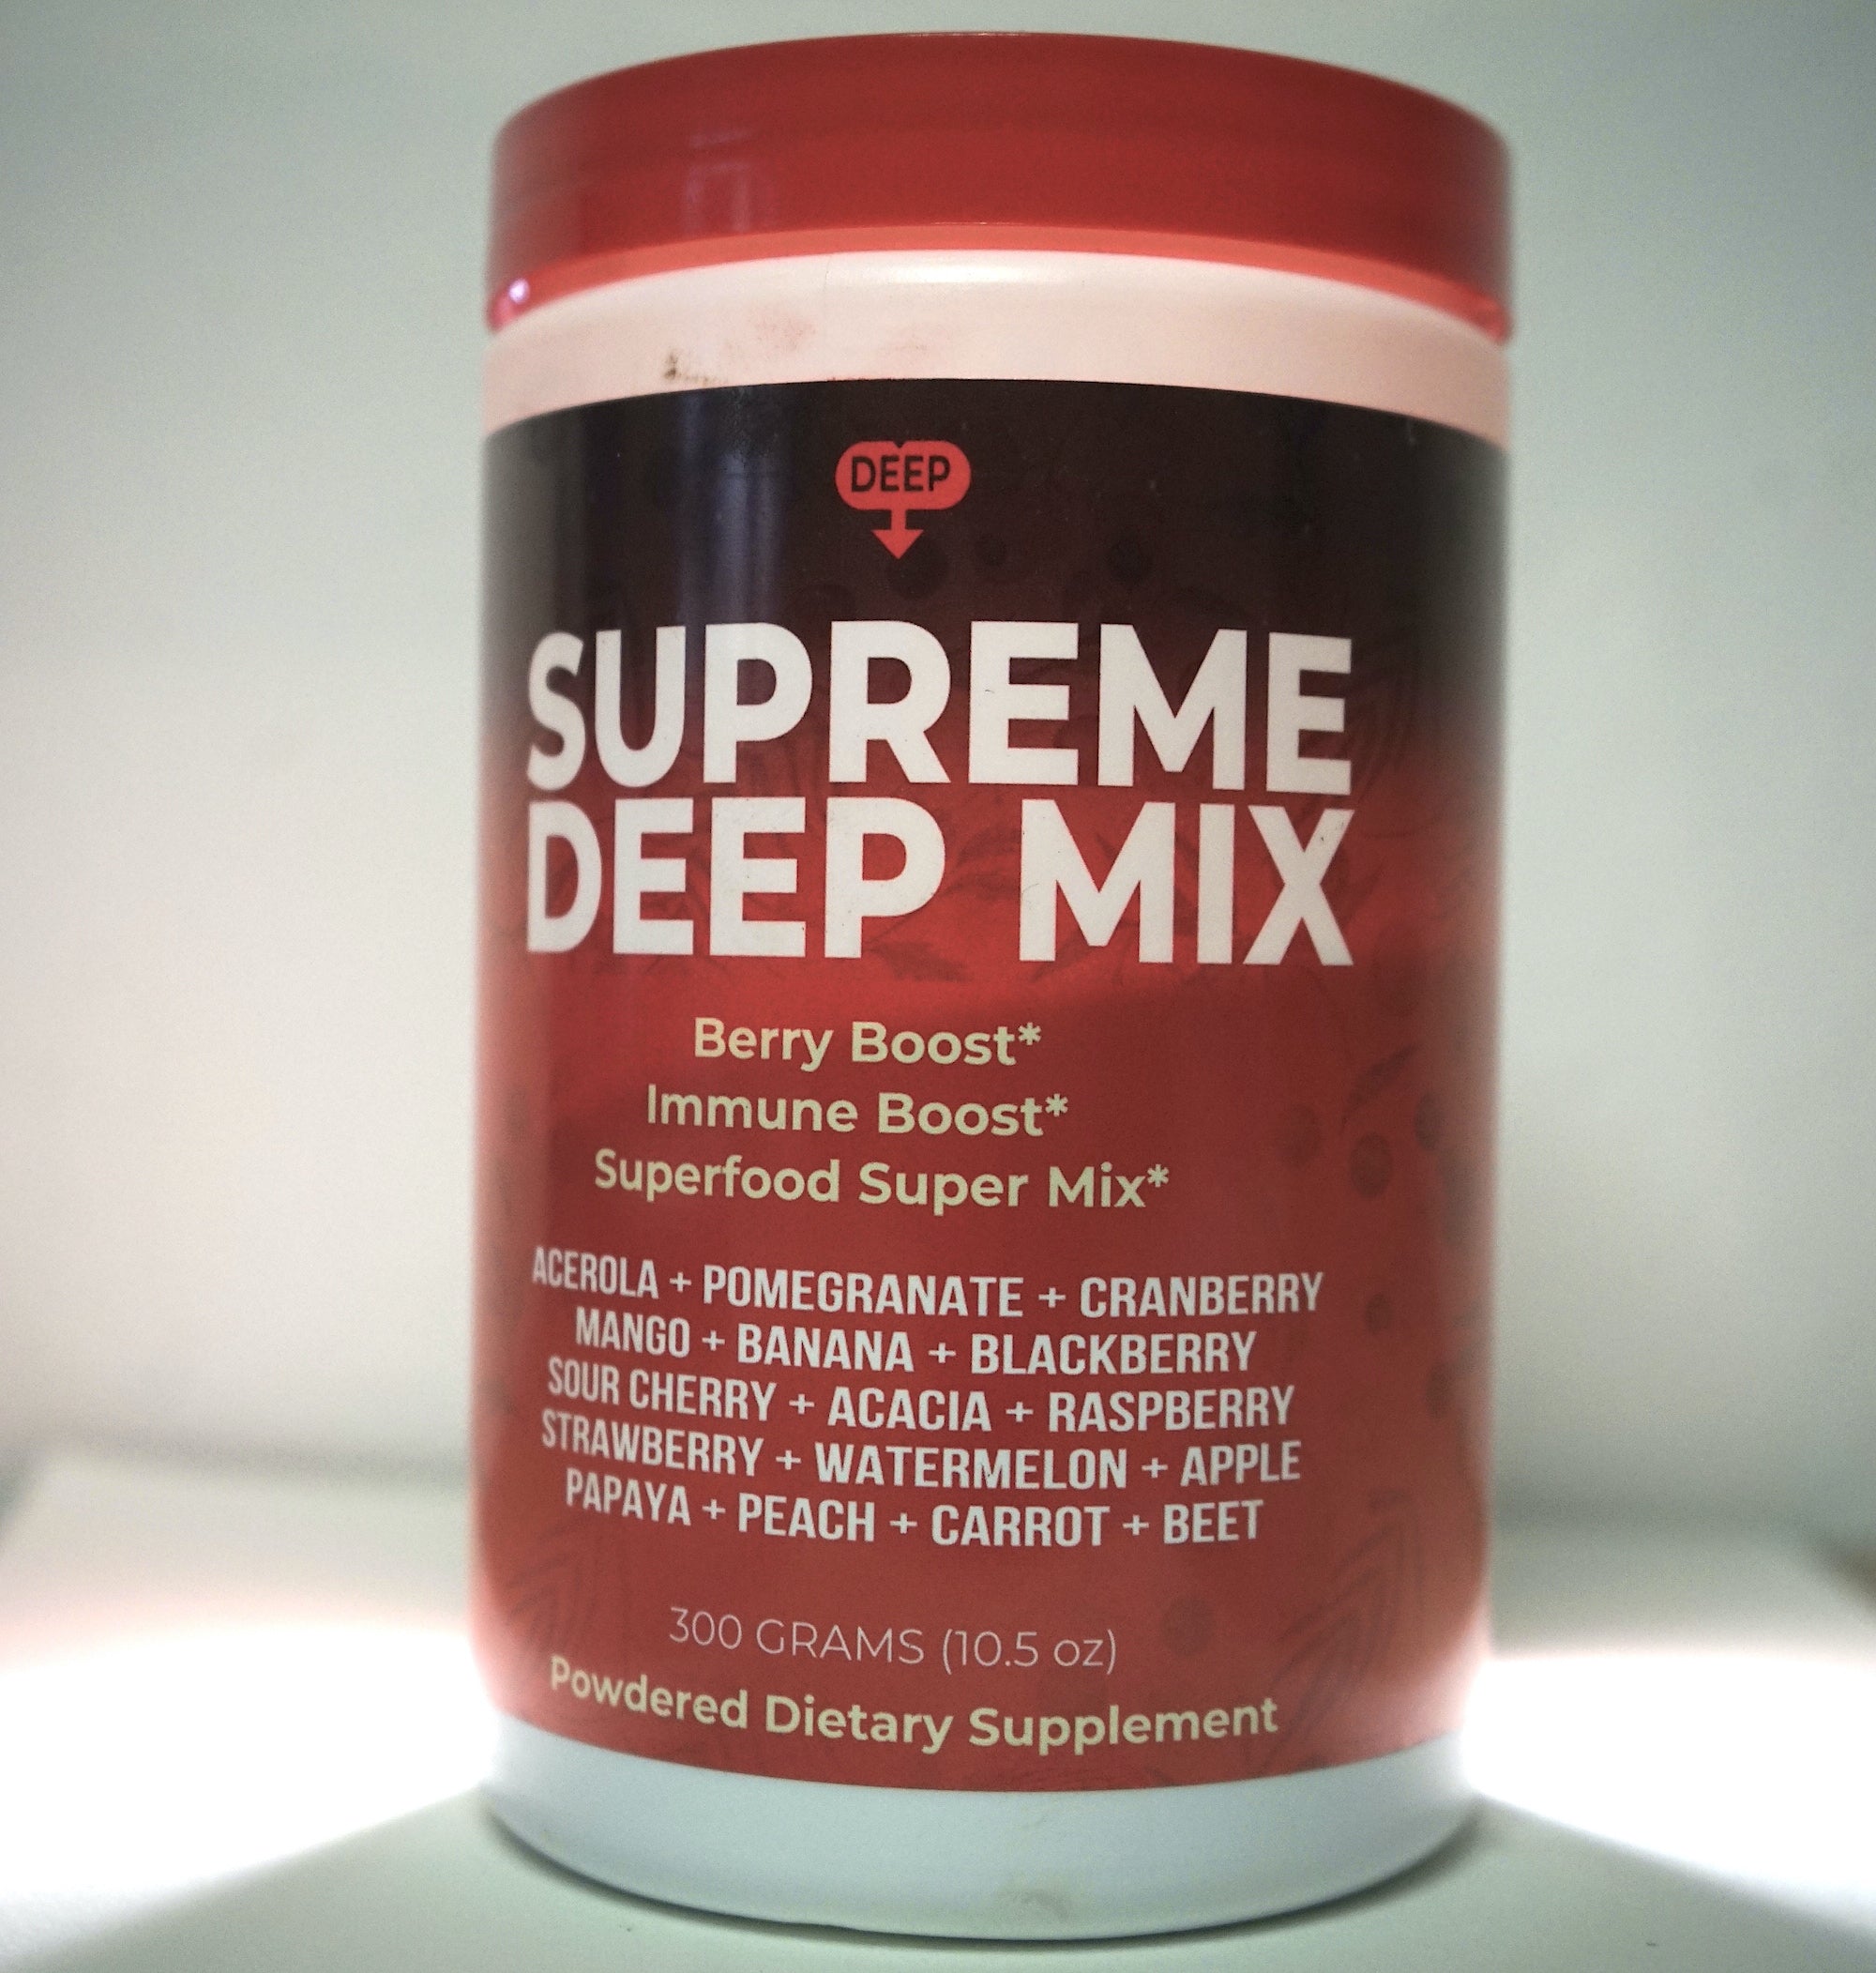 DEEP
SUPREME
DEEP MIX
Berry Boost*
Immune Boost*
Superfood Super Mix*
ACEROLA + POMEGRANATE + CRANBERRY
MANGO + BANANA + BLACKBERRY
SOUR CHERRY + ACACIA + RASPBERRY
STRAWBERRY + WATERMELON + APPLE
PAPAYA + PEACH + CARROT + BEET
300 GRAMS (10.5 oz)
Powdered Dietary Supplement